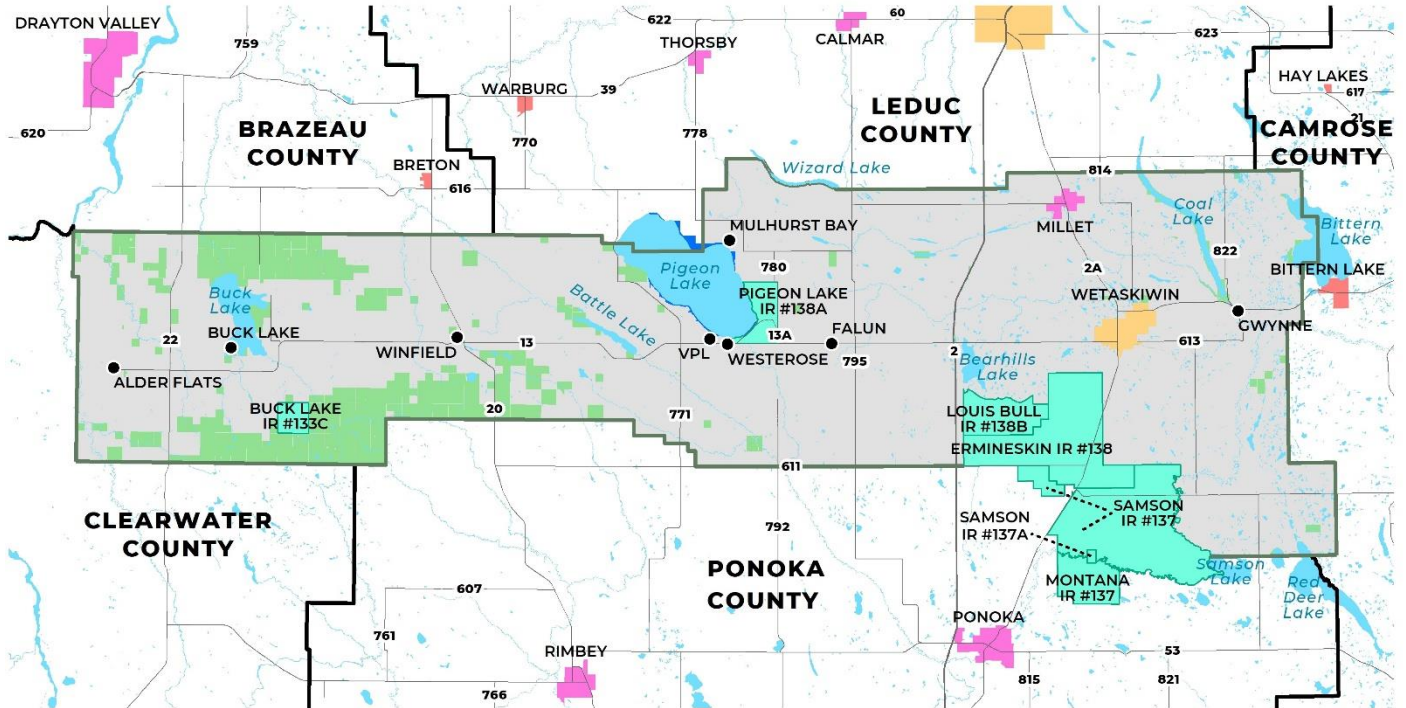 DRAYTON VALLEY
759
622
60
THORSBY
CALMAR
623
HAY LAKES
617
21
WARBURG
39
LEDUC
COUNTY
620
BRAZEAU
COUNTY
770
778
CAMROSE
COUNTY
BRETON
616
Wizard Lake
814
MILLET
Coal
Lake
822
Bittern
Lake
BITTERN LAKE
MULHURST BAY
Pigeon
Lake
780
2A
PIGEON LAKE
IR #138A
WETASKIWIN
GWYNNE
Buck
Lake
BUCK LAKE
22
Battle Lake
WINFIELD
13
VPL
WESTEROSE
13A
FALUN
795
2
613
Bearhills
Lake
ALDER FLATS
BUCK LAKE
IR #133C
20
771
LOUIS BULL
IR #138B
ERMINESKIN IR #138
611
CLEARWATER
COUNTY
792
SAMSON
IR #137A
SAMSON
IR #137
PONOKA
COUNTY
MONTANA
IR #137
Samson
Lake
Red
Deer
Lake
607
761
PONOKA
RIMBEY
53
766
815
821